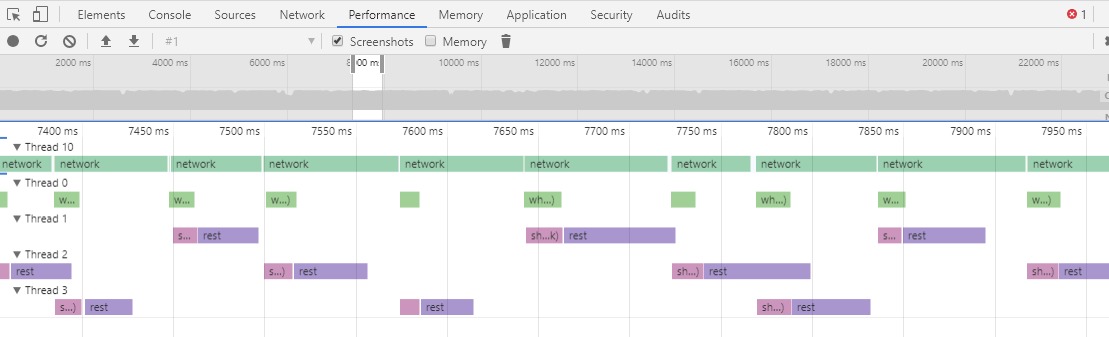 Elements Console Sources Network Performance Memory Application Security Audits 1
#1 Screenshots Memory
2000 ms 4000 ms 6000 ms 10000 ms 12000 ms 14000 ms 16000 ms 18000 ms 20000 ms 22000 ms
7400 ms 7450 ms 7500 ms 7550 ms 7600 ms 7650 ms 7700 ms 7750 ms 7800 ms 7850 ms 7900 ms 7950 ms
Thread 10
network network network network network network network network network network
Thread 0
w... w... w...) wh...) wh...) w... w...)
Thread 1
s... rest sh...k) rest s... rest
Thread 2
rest s...) rest sh...) rest sh...) rest
Thread 3
s...) rest rest sh...) rest